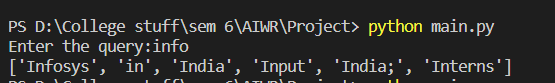 PS D:\College stuff\sem 6\AIWR\Project> python main.py
Enter the query:info
['Infosys', 'in', 'India', 'Input', 'India;', 'Interns']